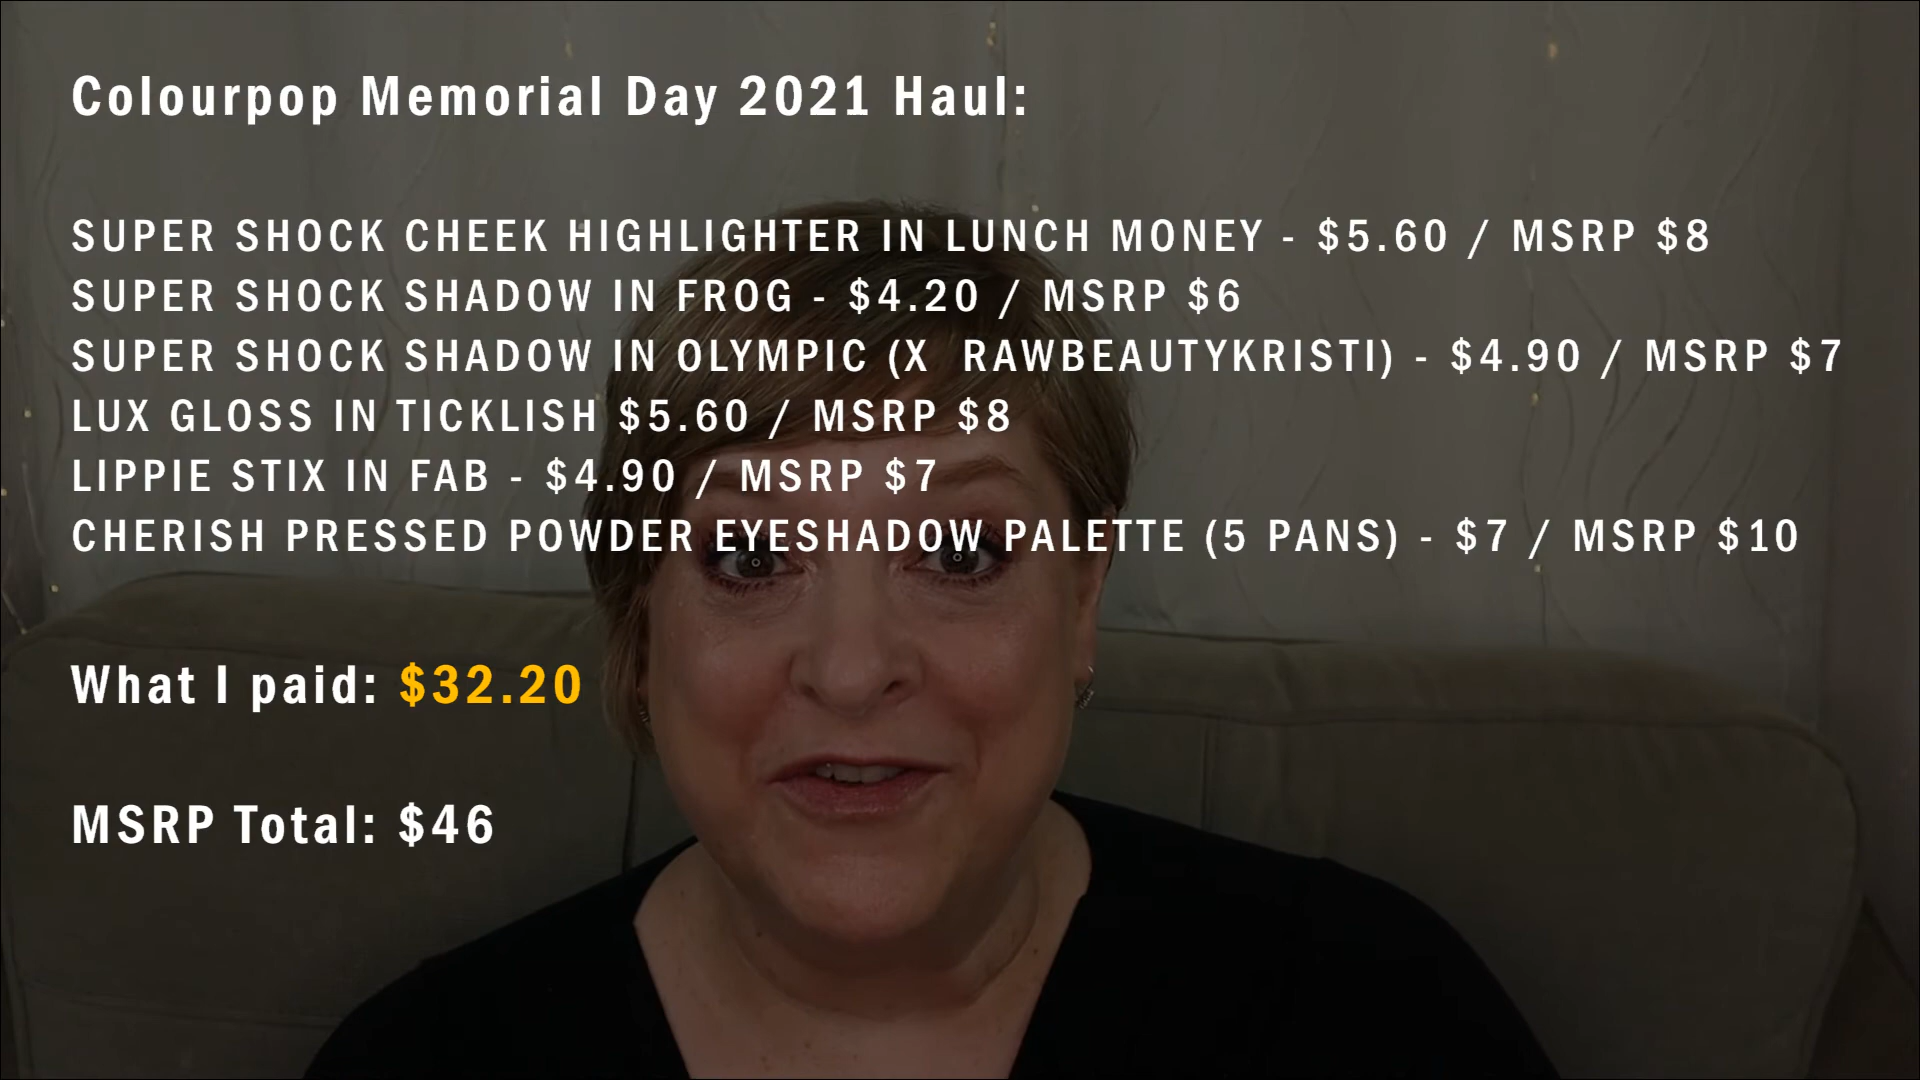 Colourpop Memorial Day 2021 Haul:
SUPER SHOCK CHEEK HIGHLIGHTER IN LUNCH MONEY - $5.60 / MSRP $8
SUPER SHOCK SHADOW IN FROG - $4.20 / MSRP $6
SUPER SHOCK SHADOW IN OLYMPIC (X  RAWBEAUTYKRISTI) - $4.90 / MSRP $7
LUX GLOSS IN TICKLISH $5.60 / MSRP $8
LIPPIE STIX IN FAB - $4.90 / MSRP $7
CHERISH PRESSED POWDER EYESHADOW PALETTE (5 PANS) - $7 / MSRP $10
What I paid: $32.20
MSRP Total: $46